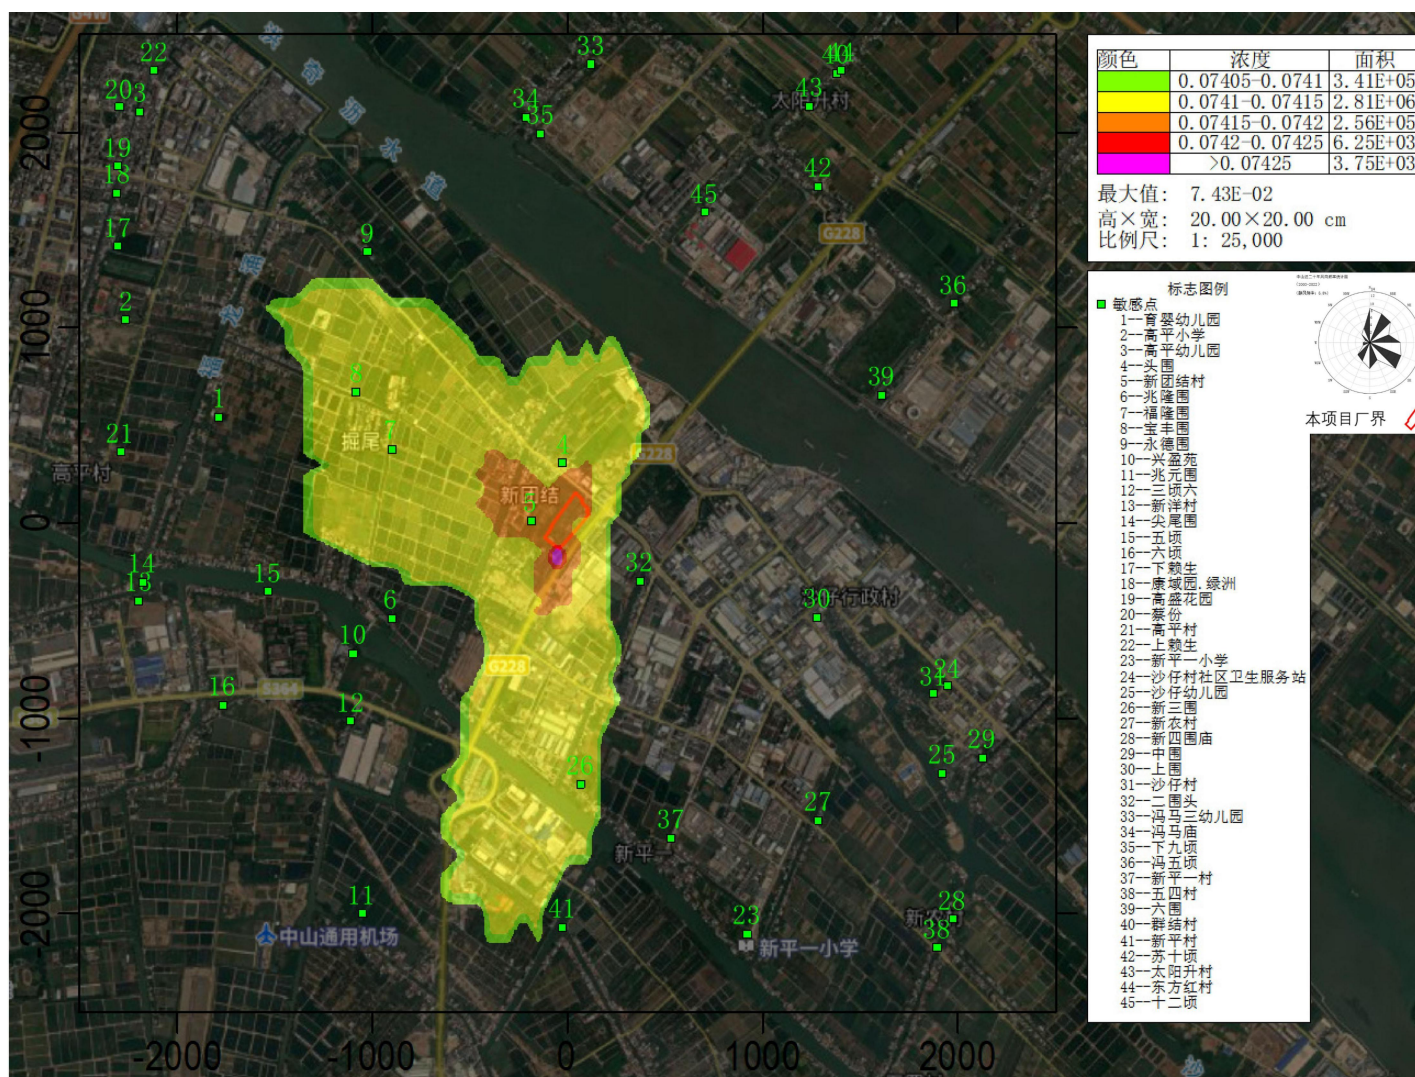 颜色 浓度 面积
0.07405-0.0741 3.41E+05
0.0741-0.07415 2.81E+06
0.07415-0.0742 2.56E+05
0.0742-0.07425 6.25E+03
>0.07425 3.75E+03
最大值: 7.43E-02
高×宽: 20.00×20.00 cm
比例尺: 1: 25,000
标志图例
敏感点
1--育婴幼儿园
2--高平小学
3--高平幼儿园
4--头围
5--新团结村
6--兆隆围
7--福隆围
8--宝丰围
9--永德围
10--兴盈苑
11--兆元围
12--三顷六
13--新洋村
14--尖尾围
15--五顷
16--六顷
17--下赖生
18--康域园.绿洲
19--高盛花园
20--蔡份
21--高平村
22--上赖生
23--新平一小学
24--沙仔村社区卫生服务站
25--沙仔幼儿园
26--新三围
27--新农村
28--新四围庙
29--中围
30--上围
31--沙仔村
32--二围头
33--冯马三幼儿园
34--冯马庙
35--下九顷
36--冯五顷
37--新平一村
38--五四村
39--六围
40--群结村
41--新平村
42--苏十顷
43--太阳升村
44--东方红村
45--十二顷
本项目厂界
22
33
40
44
20
3
43
太阳升村
34
35
19
18
42
45
17
9
G228
2
36
8
39
1
7
掘尾
21
4
G228
高平村
新团结
5
14
13
15
32
6
30
10
G228
24
31
16
S364
12
29
25
26
27
37
新平一
11
41
23
28
38
中山通用机场
新平一小学
洪奇沥水道
2000
1000
0
-1000
-2000
-2000
-1000
0
1000
2000